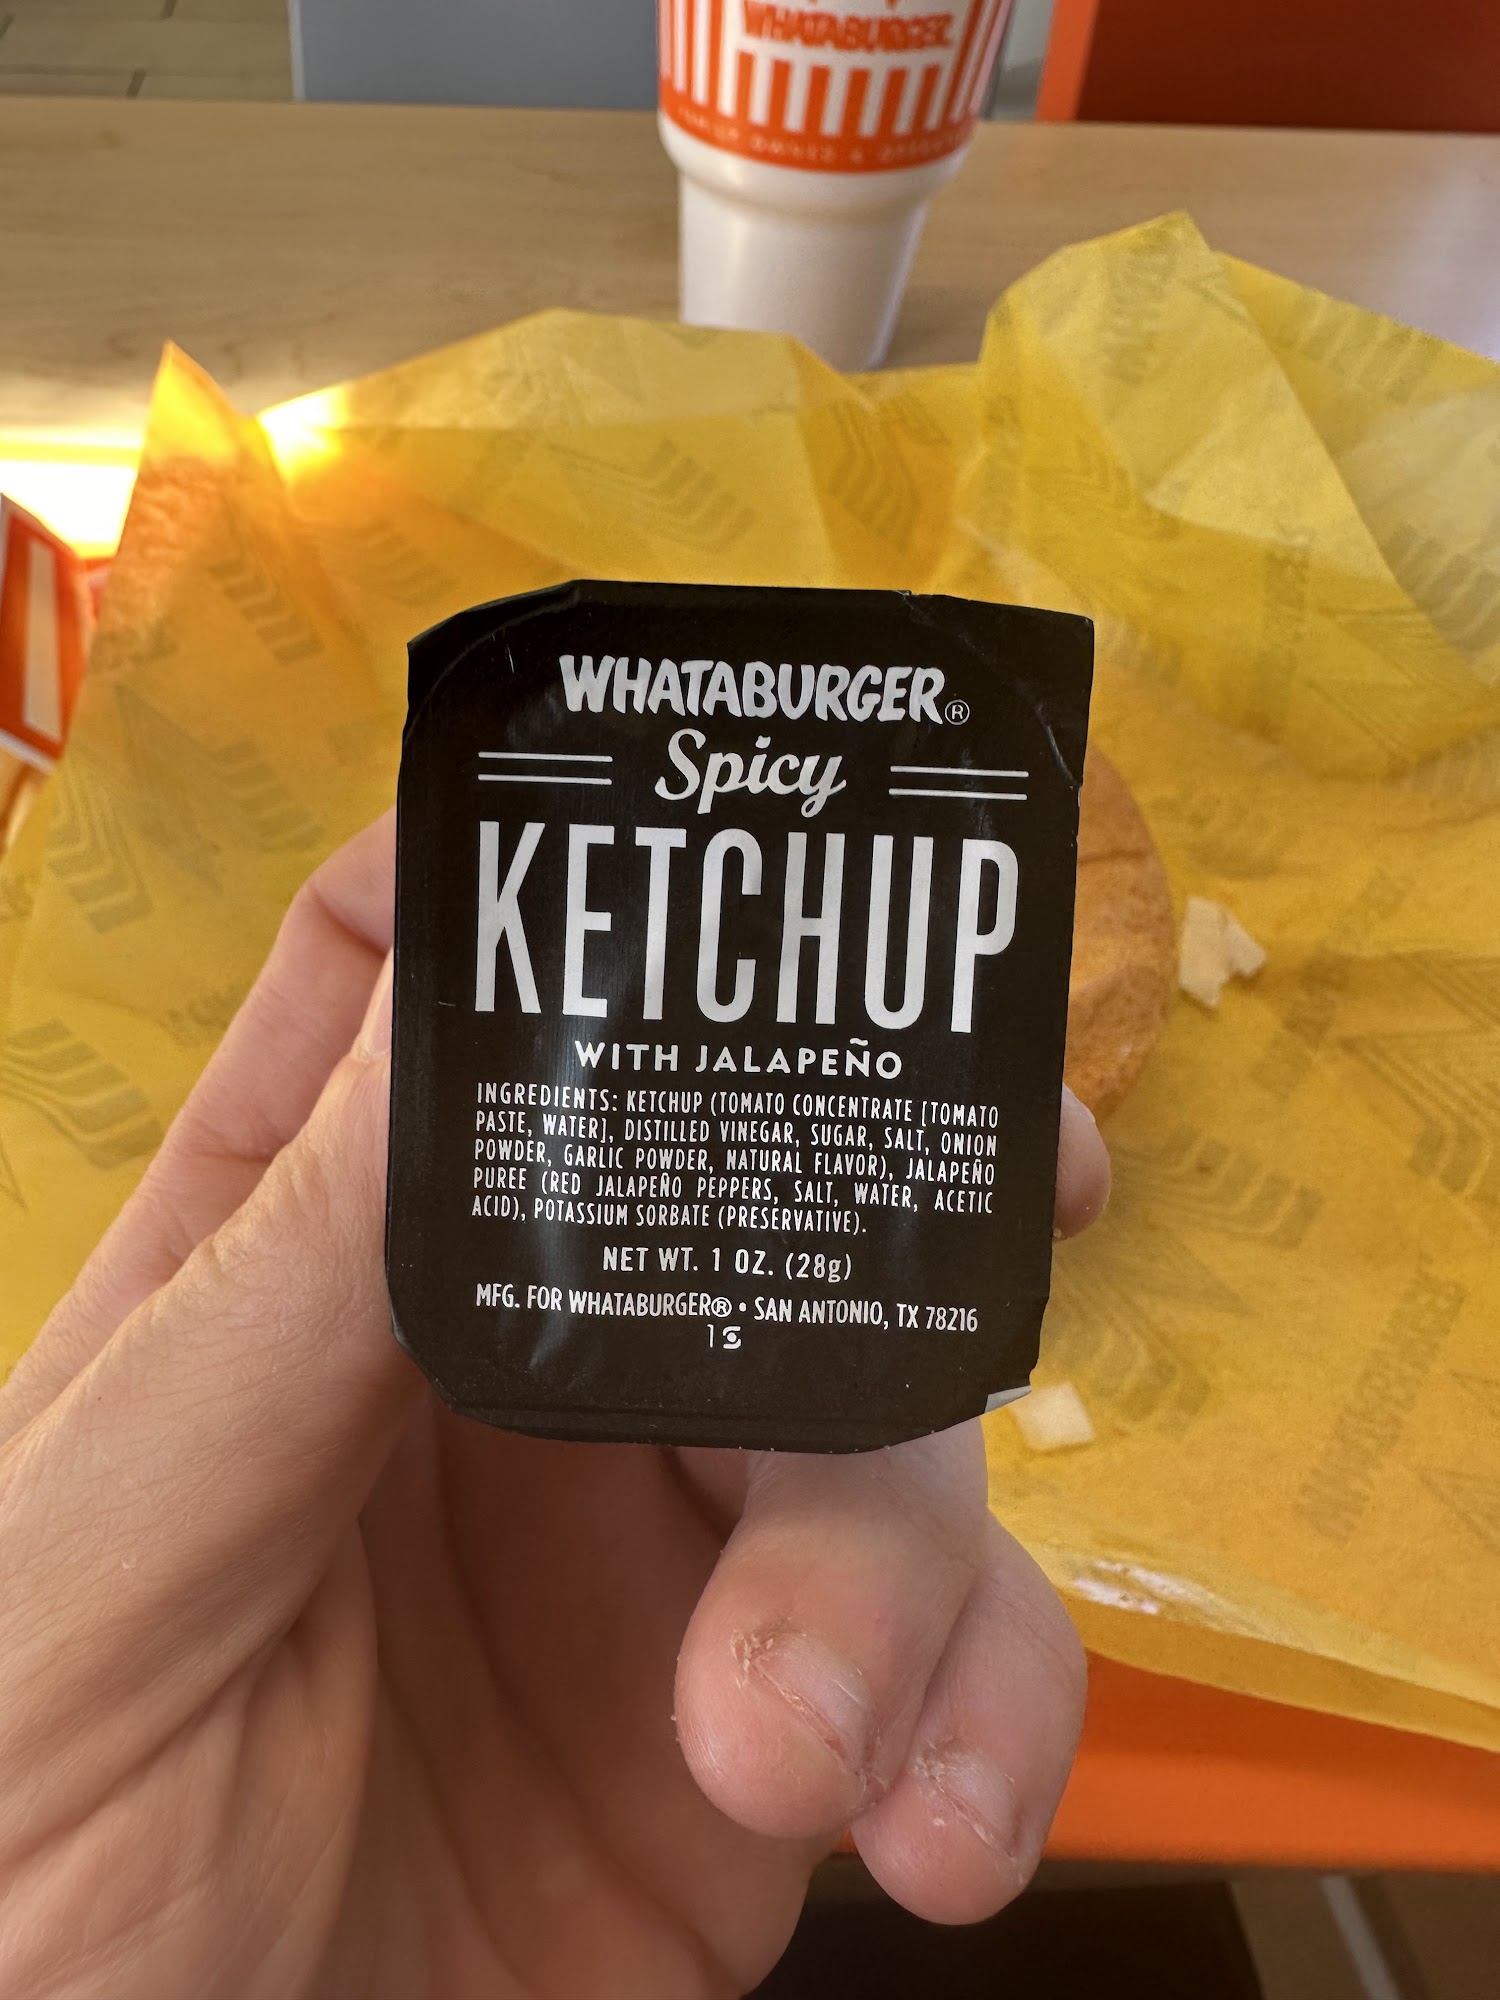 WHATABURGER
WHATABURGER®
Spicy
KETCHUP
WITH JALAPEÑO
INGREDIENTS: KETCHUP (TOMATO CONCENTRATE [TOMATO
PASTE, WATER], DISTILLED VINEGAR, SUGAR, SALT, ONION
POWDER, GARLIC POWDER, NATURAL FLAVOR), JALAPEÑO
PUREE (RED JALAPEÑO PEPPERS, SALT, WATER, ACETIC
ACID), POTASSIUM SORBATE (PRESERVATIVE).
NET WT. 1 OZ. (28g)
MFG. FOR WHATABURGER® • SAN ANTONIO, TX 78216
1